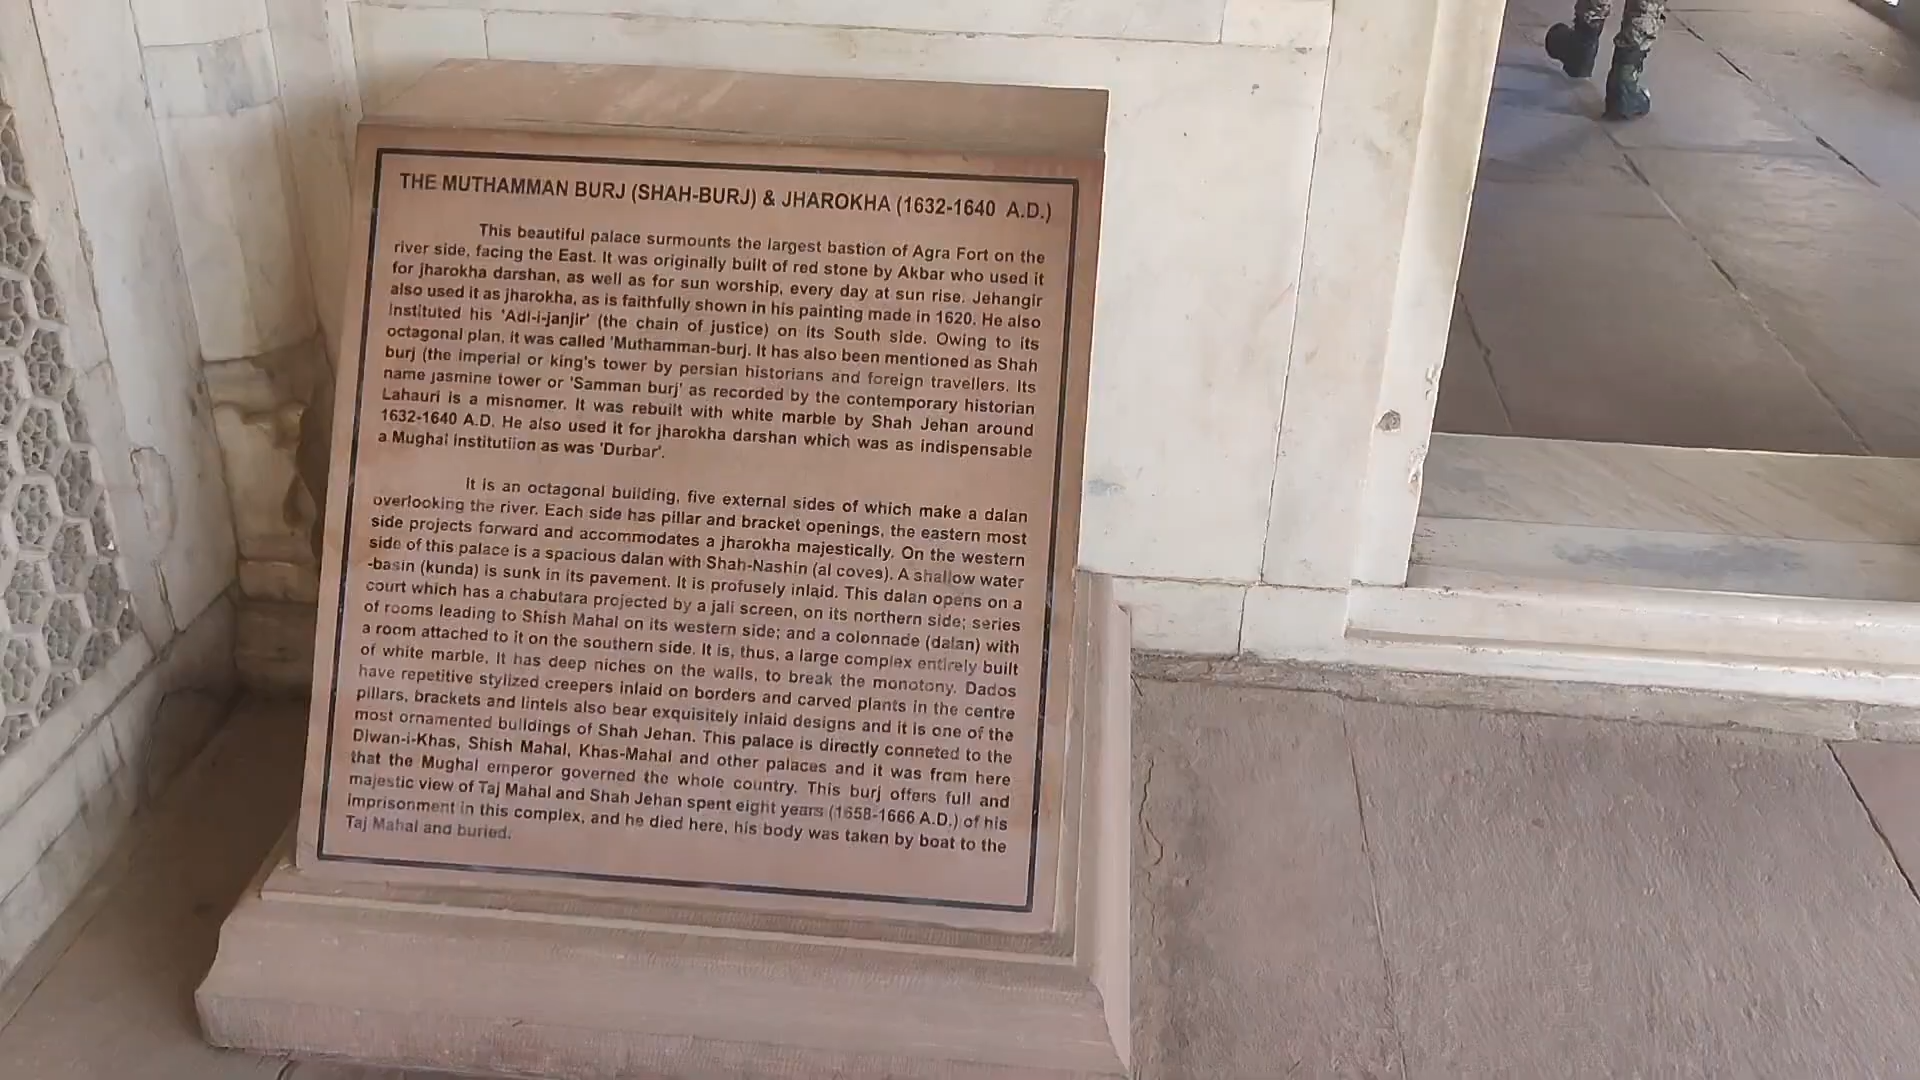 THE MUTHAMMAN BURJ (SHAH-BURJ) & JHAROKHA (1632-1640 A.D.)
This beautiful palace surmounts the largest bastion of Agra Fort on the
river side, facing the East. It was originally built of red stone by Akbar who used it
for jharokha darshan, as well as for sun worship, every day at sun rise. Jehangir
also used it as jharokha, as is faithfully shown in his painting made in 1620. He also
instituted his 'Adl-i-janjir' (the chain of justice) on its South side. Owing to its
octagonal plan, it was called 'Muthamman-burj. It has also been mentioned as Shah
burj (the imperial or king's tower by persian historians and foreign travellers. Its
name jasmine tower or 'Samman burj' as recorded by the contemporary historian
Lahauri is a misnomer. It was rebuilt with white marble by Shah Jehan around
1632-1640 A.D. He also used it for jharokha darshan which was as indispensable
a Mughal institutiion as was 'Durbar'.
It is an octagonal building, five external sides of which make a dalan
overlooking the river. Each side has pillar and bracket openings, the eastern most
side projects forward and accommodates a jharokha majestically. On the western
side of this palace is a spacious dalan with Shah-Nashin (al coves). A shallow water
-basin (kunda) is sunk in its pavement. It is profusely inlaid. This dalan opens on a
court which has a chabutara projected by a jali screen, on its northern side; series
of rooms leading to Shish Mahal on its western side; and a colonnade (dalan) with
a room attached to it on the southern side. It is, thus, a large complex entirely built
of white marble. It has deep niches on the walls, to break the monotony. Dados
have repetitive stylized creepers inlaid on borders and carved plants in the centre
pillars, brackets and lintels also bear exquisitely inlaid designs and it is one of the
most ornamented buildings of Shah Jehan. This palace is directly conneted to the
Diwan-i-Khas, Shish Mahal, Khas-Mahal and other palaces and it was from here
that the Mughal emperor governed the whole country. This burj offers full and
majestic view of Taj Mahal and Shah Jehan spent eight years (1658-1666 A.D.) of his
imprisonment in this complex, and he died here, his body was taken by boat to the
Taj Mahal and buried.